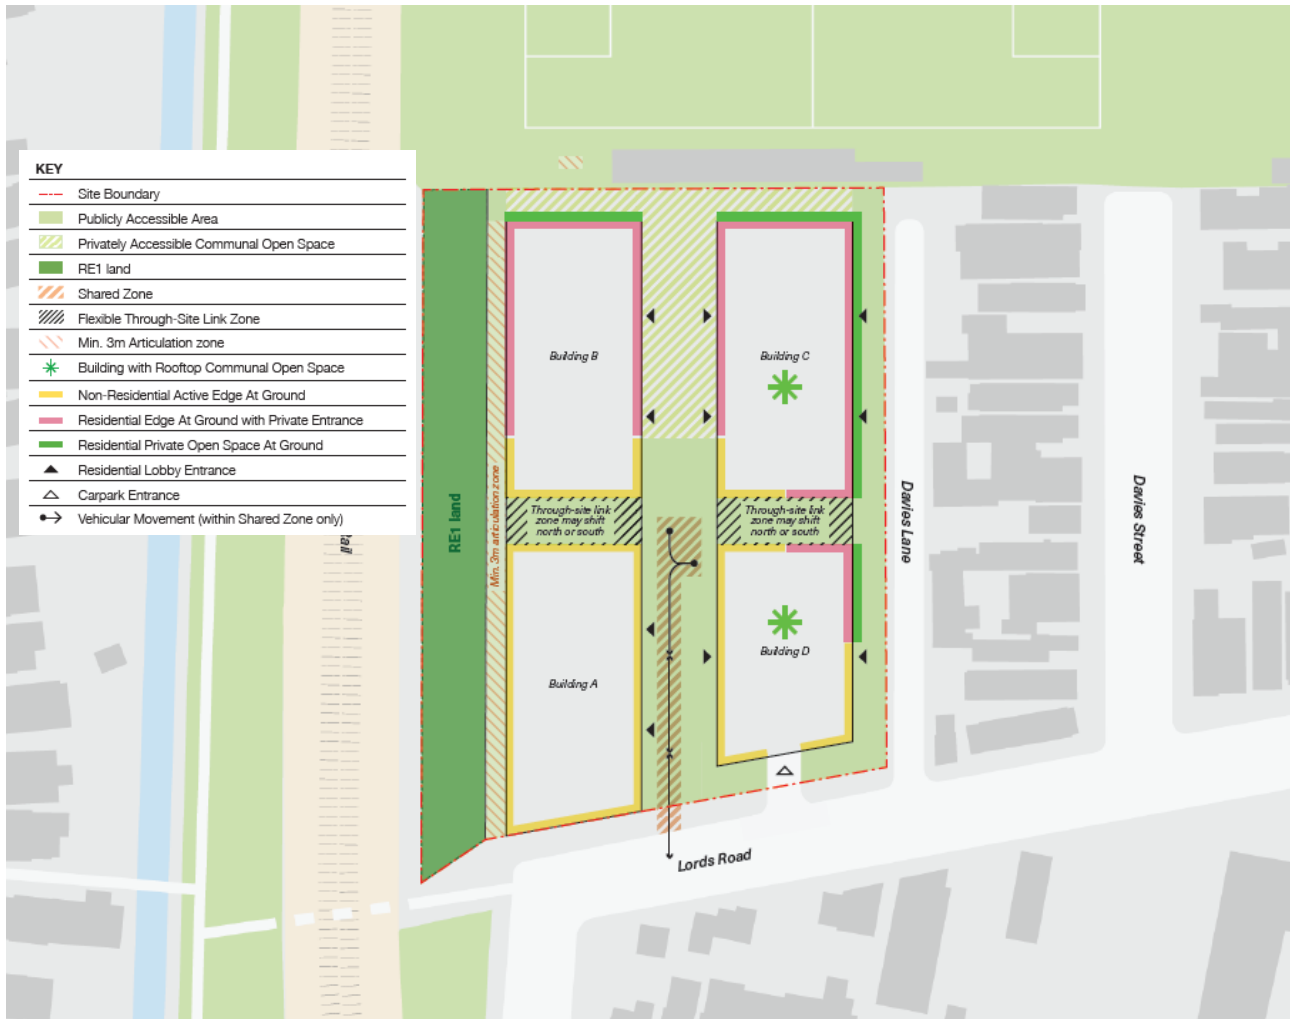 KEY
Site Boundary
Publicly Accessible Area
Privately Accessible Communal Open Space
RE1 land
Shared Zone
Flexible Through-Site Link Zone
Min. 3m Articulation zone
Building with Rooftop Communal Open Space
Non-Residential Active Edge At Ground
Residential Edge At Ground with Private Entrance
Residential Private Open Space At Ground
Residential Lobby Entrance
Carpark Entrance
Vehicular Movement (within Shared Zone only)
RE1 land
Min. 3m articulation zone
Building B
Building C
Through-site link
zone may shift
north or south
Through-site link
zone may shift
north or south
Building A
Building D
Davies Lane
Davies Street
Lords Road